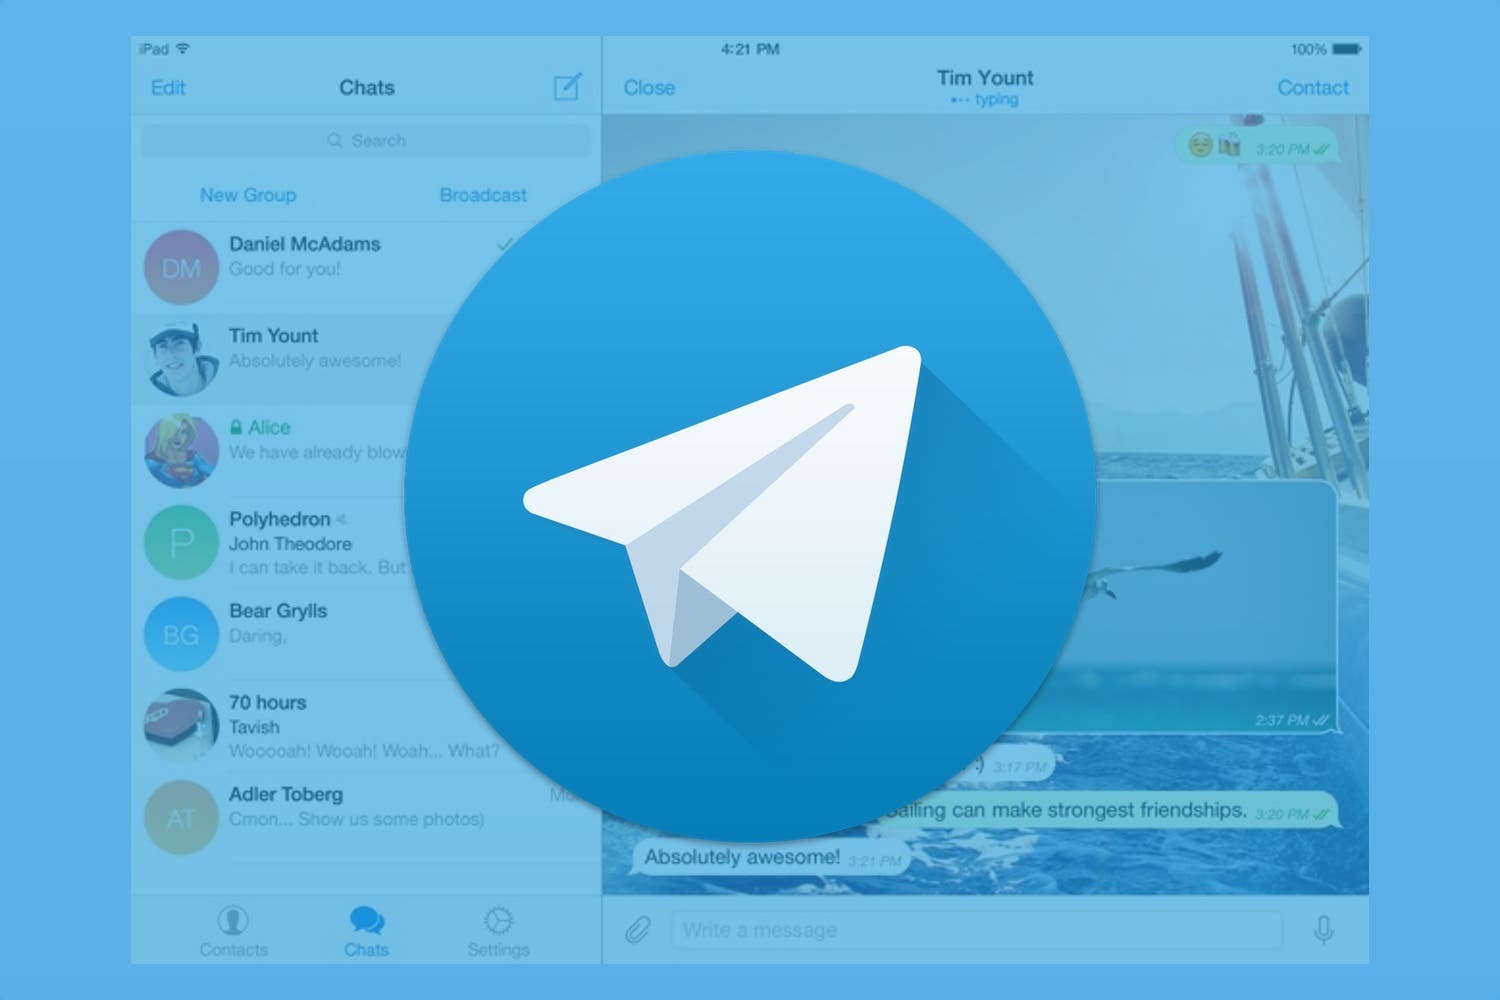 iPad
4:21 PM
100%
Edit
Chats
Close
Tim Yount
typing
Contact
Search
New Group
Broadcast
DM
Daniel McAdams
Good for you!
Tim Yount
Absolutely awesome!
Alice
We have already blow
P
Polyhedron
John Theodore
I can take it back. But
BG
Bear Grylls
Daring,
70 hours
Tavish
Wooooah! Wooah! Woah... What?
AT
Adler Toberg
Cmon... Show us some photos)
Contacts
Chats
Settings
3:20 PM
2:37 PM
:) 3:17 PM
Sailing can make strongest friendships. 3:20 PM
Absolutely awesome! 3:21 PM
Write a message